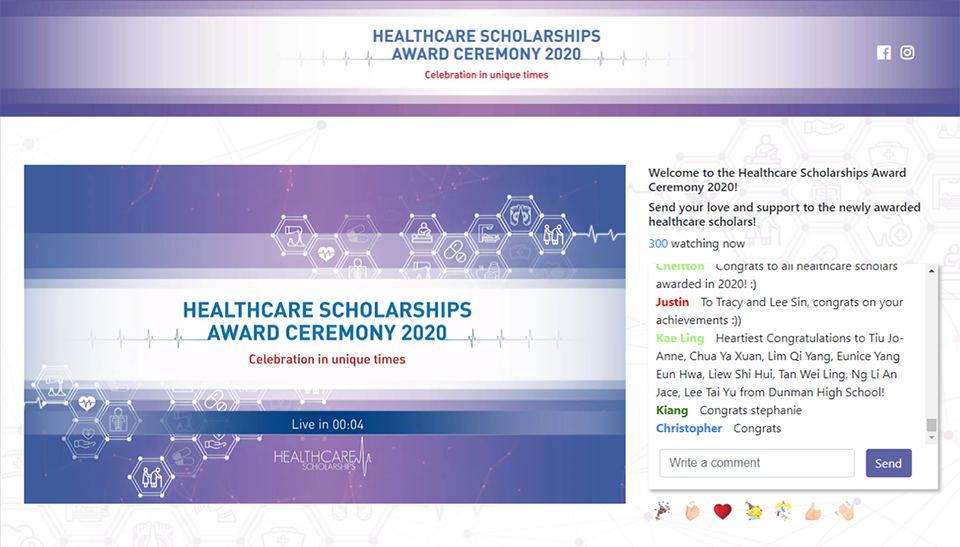 HEALTHCARE SCHOLARSHIPS
AWARD CEREMONY 2020
Celebration in unique times
HEALTHCARE SCHOLARSHIPS
AWARD CEREMONY 2020
Celebration in unique times
Live in 00:04
HEALTHCARE
SCHOLARSHIPS
Welcome to the Healthcare Scholarships Award
Ceremony 2020!
Send your love and support to the newly awarded
healthcare scholars!
300 watching now
Congrats to all healthcare scholars
awarded in 2020! :)
Justin To Tracy and Lee Sin, congrats on your
achievements :))
Kae Ling Heartiest Congratulations to Tiu Jo-
Anne, Chua Ya Xuan, Lim Qi Yang, Eunice Yang
Eun Hwa, Liew Shi Hui, Tan Wei Ling, Ng Li An
Jace, Lee Tai Yu from Dunman High School!
Kiang Congrats stephanie
Christopher Congrats
Write a comment
Send